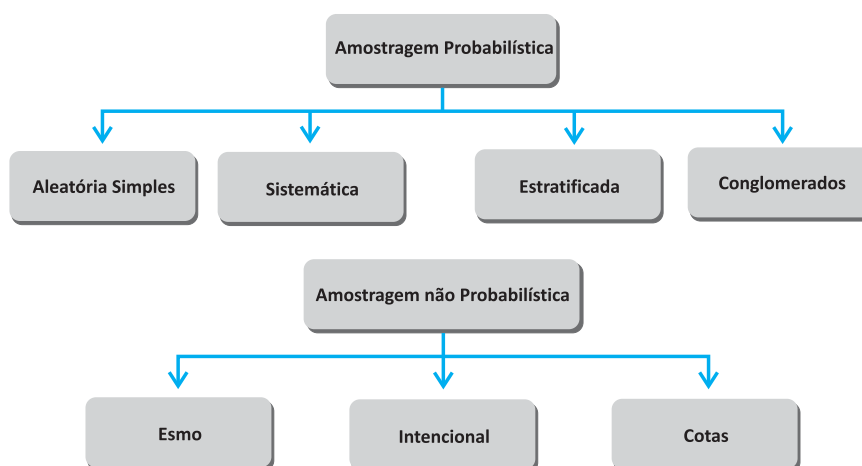 Amostragem Probabilística
Aleatória Simples
Sistemática
Estratificada
Conglomerados
Amostragem não Probabilística
Esmo
Intencional
Cotas